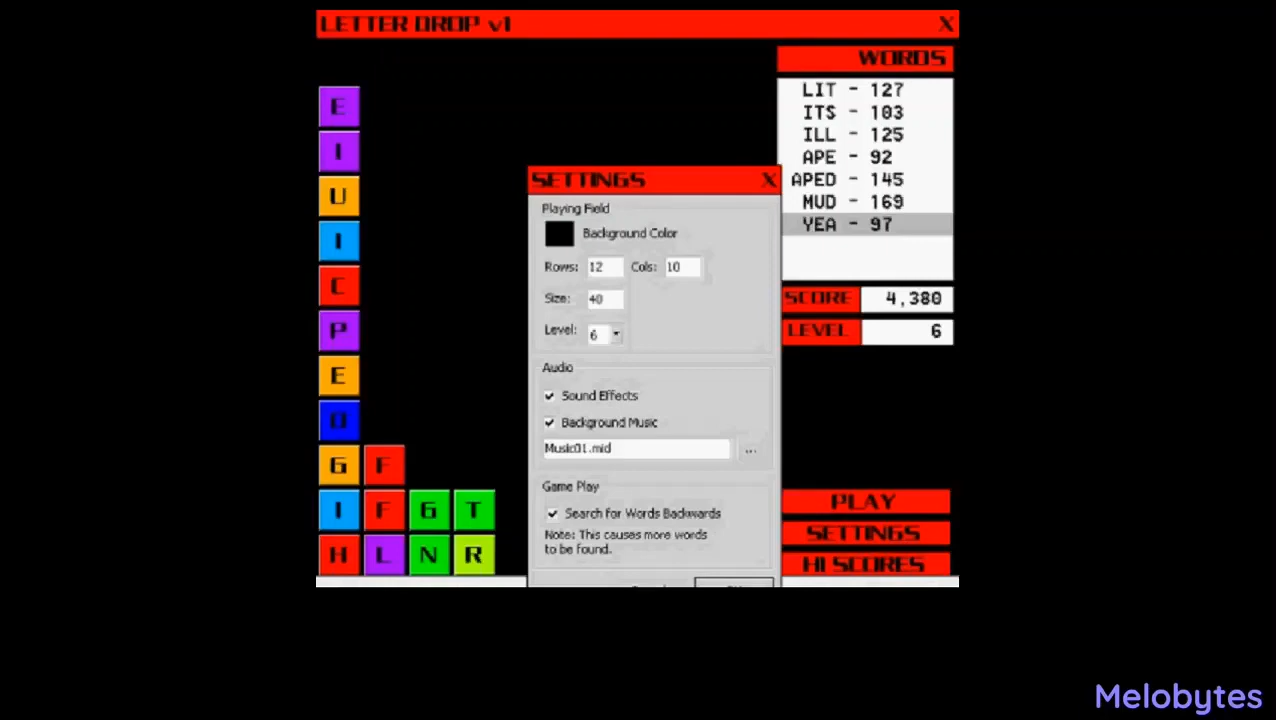 LETTER DROP v1 X
WORDS
LIT - 127
ITS - 103
ILL - 125
APE - 92
APED - 145
MUD - 169
YEA - 97
SCORE 4,380
LEVEL 6
PLAY
SETTINGS
HI SCORES
SETTINGS X
Playing Field
Background Color
Rows: 12 Cols: 10
Size: 40
Level: 6
Audio
Sound Effects
Background Music
Music01.mid ...
Game Play
Search for Words Backwards
Note: This causes more words
to be found.
E
I
U
I
C
P
E
G F
I F G T
H L N R
Melobytes